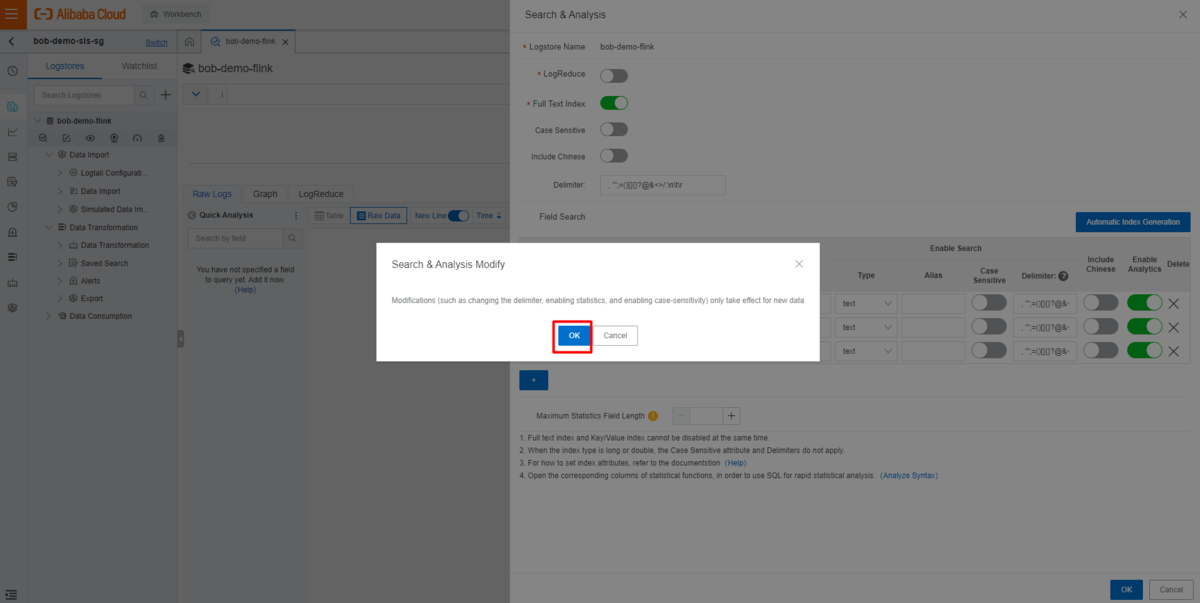 Alibaba Cloud
Workbench
bob-demo-sls-sg
Switch
bob-demo-flink
Logstores
Watchlist
bob-demo-flink
Search Logstores
1
bob-demo-flink
Data Import
Logtail Configurati...
Data Import
Simulated Data Im...
Data Transformation
Data Transformation
Saved Search
Alerts
Export
Data Consumption
Raw Logs
Graph
LogReduce
Quick Analysis
Table
Raw Data
New Line
Time
Search by field
You have not specified a field
to query yet. Add it now
(Help)
Search & Analysis
* Logstore Name
bob-demo-flink
* LogReduce
* Full Text Index
Case Sensitive
Include Chinese
Delimiter:
, '";=()[]{}?@&<>/:\n\t\r
Field Search
Automatic Index Generation
Enable Search
Include
Chinese
Enable
Analytics
Delete
Type
Alias
Case
Sensitive
Delimiter: ?
text
, '";=()[]{}?@&<
text
, '";=()[]{}?@&<
text
, '";=()[]{}?@&<
+
Maximum Statistics Field Length
1. Full text index and Key/Value index cannot be disabled at the same time.
2. When the index type is long or double, the Case Sensitive attribute and Delimiters do not apply.
3. For how to set index attributes, refer to the documentstion (Help)
4. Open the corresponding columns of statistical functions, in order to use SQL for rapid statistical analysis. (Analyze Syntax)
OK
Cancel
Search & Analysis Modify
Modifications (such as changing the delimiter, enabling statistics, and enabling case-sensitivity) only take effect for new data
OK
Cancel